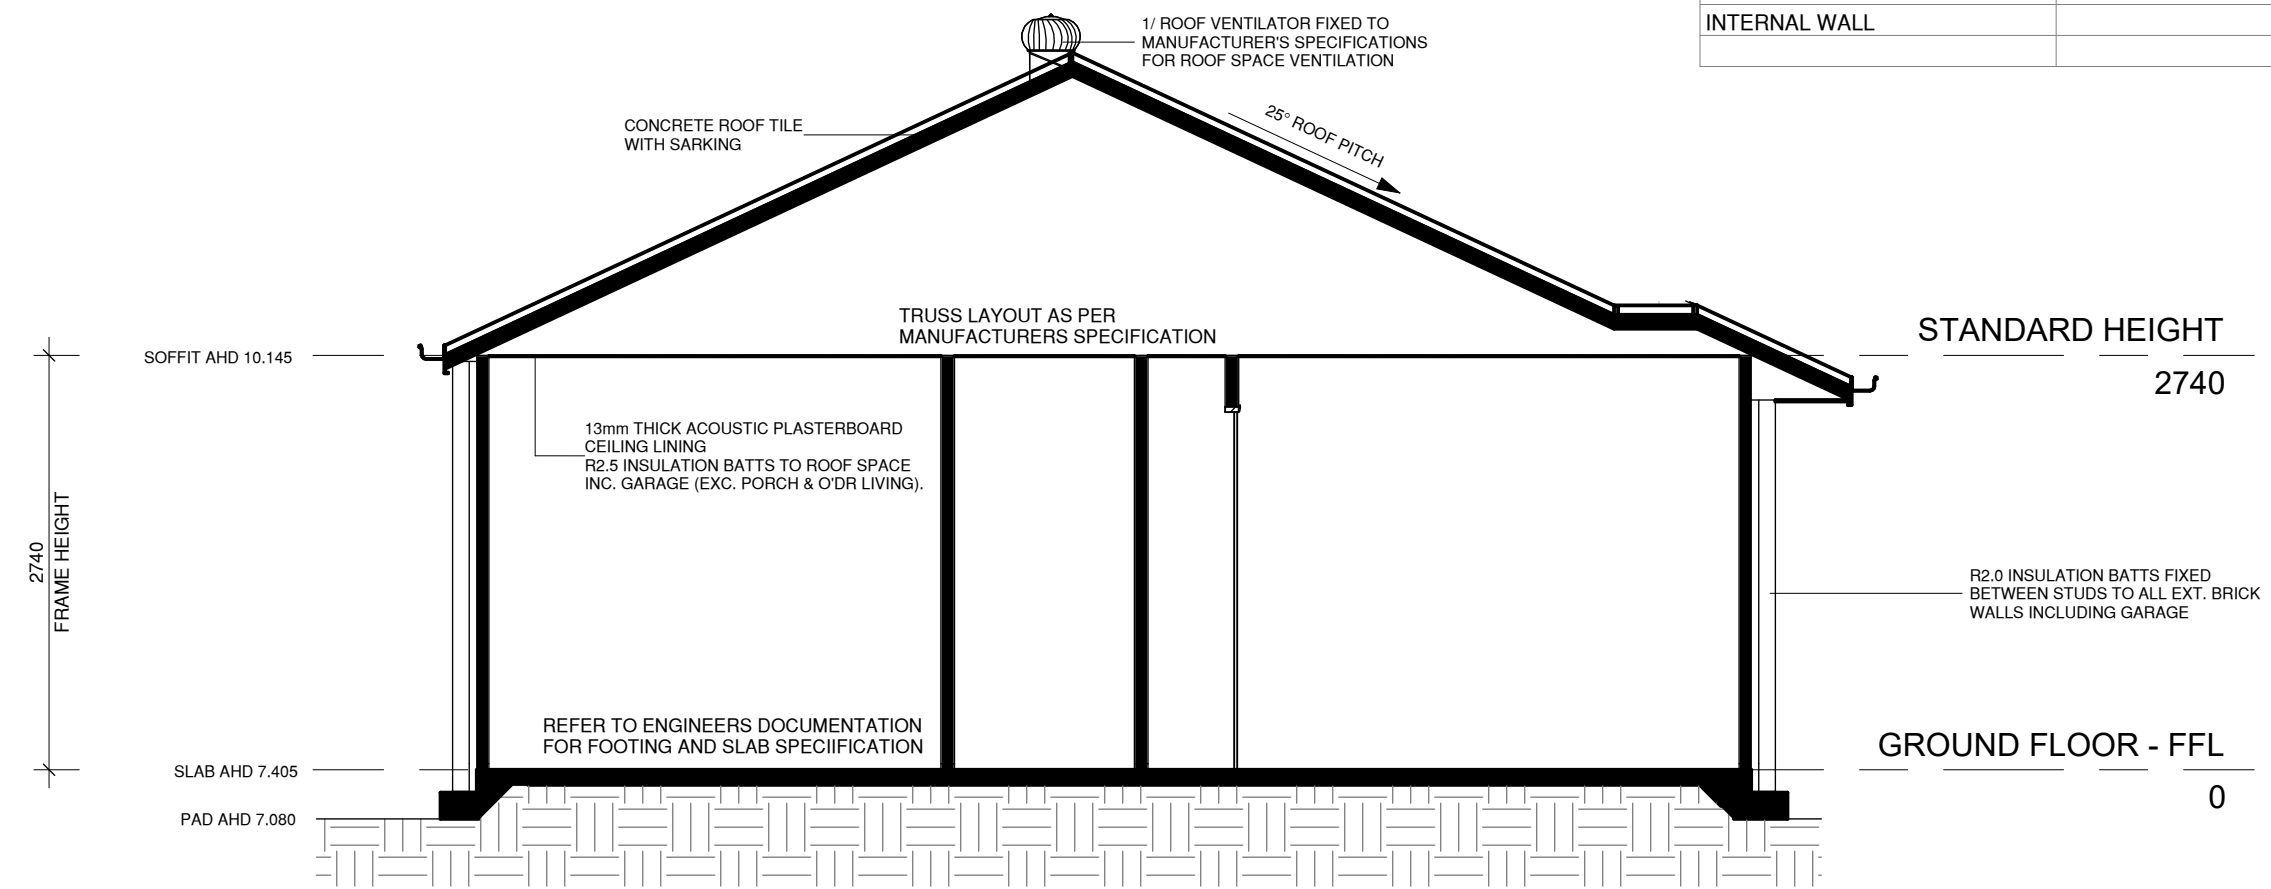 INTERNAL WALL
1/ ROOF VENTILATOR FIXED TO
MANUFACTURER'S SPECIFICATIONS
FOR ROOF SPACE VENTILATION
CONCRETE ROOF TILE
WITH SARKING
25° ROOF PITCH
TRUSS LAYOUT AS PER
MANUFACTURERS SPECIFICATION
STANDARD HEIGHT
2740
SOFFIT AHD 10.145
13mm THICK ACOUSTIC PLASTERBOARD
CEILING LINING
R2.5 INSULATION BATTS TO ROOF SPACE
INC. GARAGE (EXC. PORCH & O'DR LIVING).
2740
FRAME HEIGHT
R2.0 INSULATION BATTS FIXED
BETWEEN STUDS TO ALL EXT. BRICK
WALLS INCLUDING GARAGE
REFER TO ENGINEERS DOCUMENTATION
FOR FOOTING AND SLAB SPECIIFICATION
GROUND FLOOR - FFL
0
SLAB AHD 7.405
PAD AHD 7.080